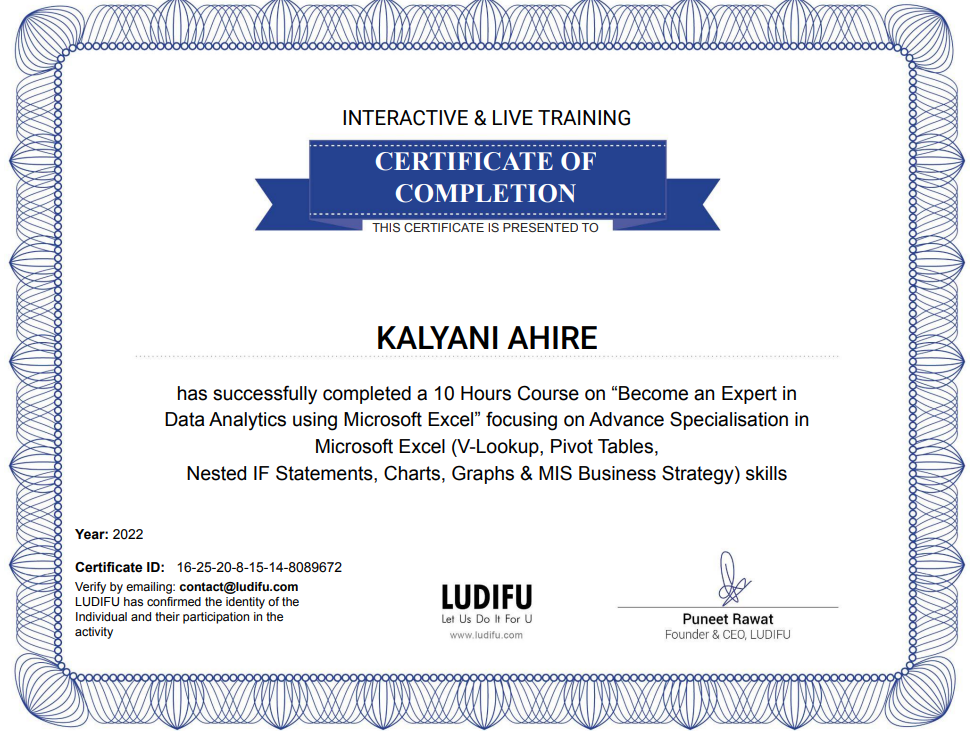 INTERACTIVE & LIVE TRAINING
CERTIFICATE OF
COMPLETION
THIS CERTIFICATE IS PRESENTED TO
KALYANI AHIRE
has successfully completed a 10 Hours Course on “Become an Expert in
Data Analytics using Microsoft Excel” focusing on Advance Specialisation in
Microsoft Excel (V-Lookup, Pivot Tables,
Nested IF Statements, Charts, Graphs & MIS Business Strategy) skills
Year: 2022
Certificate ID: 16-25-20-8-15-14-8089672
Verify by emailing: contact@ludifu.com
LUDIFU has confirmed the identity of the
Individual and their participation in the
activity
LUDIFU
Let Us Do It For U
www.ludifu.com
Puneet Rawat
Founder & CEO, LUDIFU